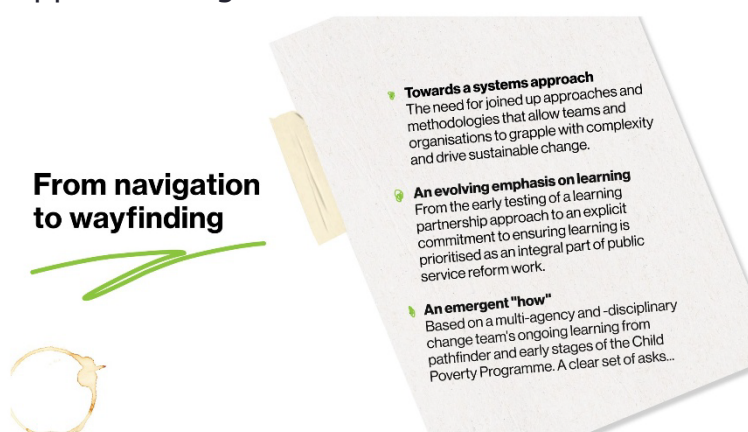 From navigation
to wayfinding
Towards a systems approach
The need for joined up approaches and
methodologies that allow teams and
organisations to grapple with complexity
and drive sustainable change.
An evolving emphasis on learning
From the early testing of a learning
partnership approach to an explicit
commitment to ensuring learning is
prioritised as an integral part of public
service reform work.
An emergent "how"
Based on a multi-agency and -disciplinary
change team's ongoing learning from
pathfinder and early stages of the Child
Poverty Programme. A clear set of asks...